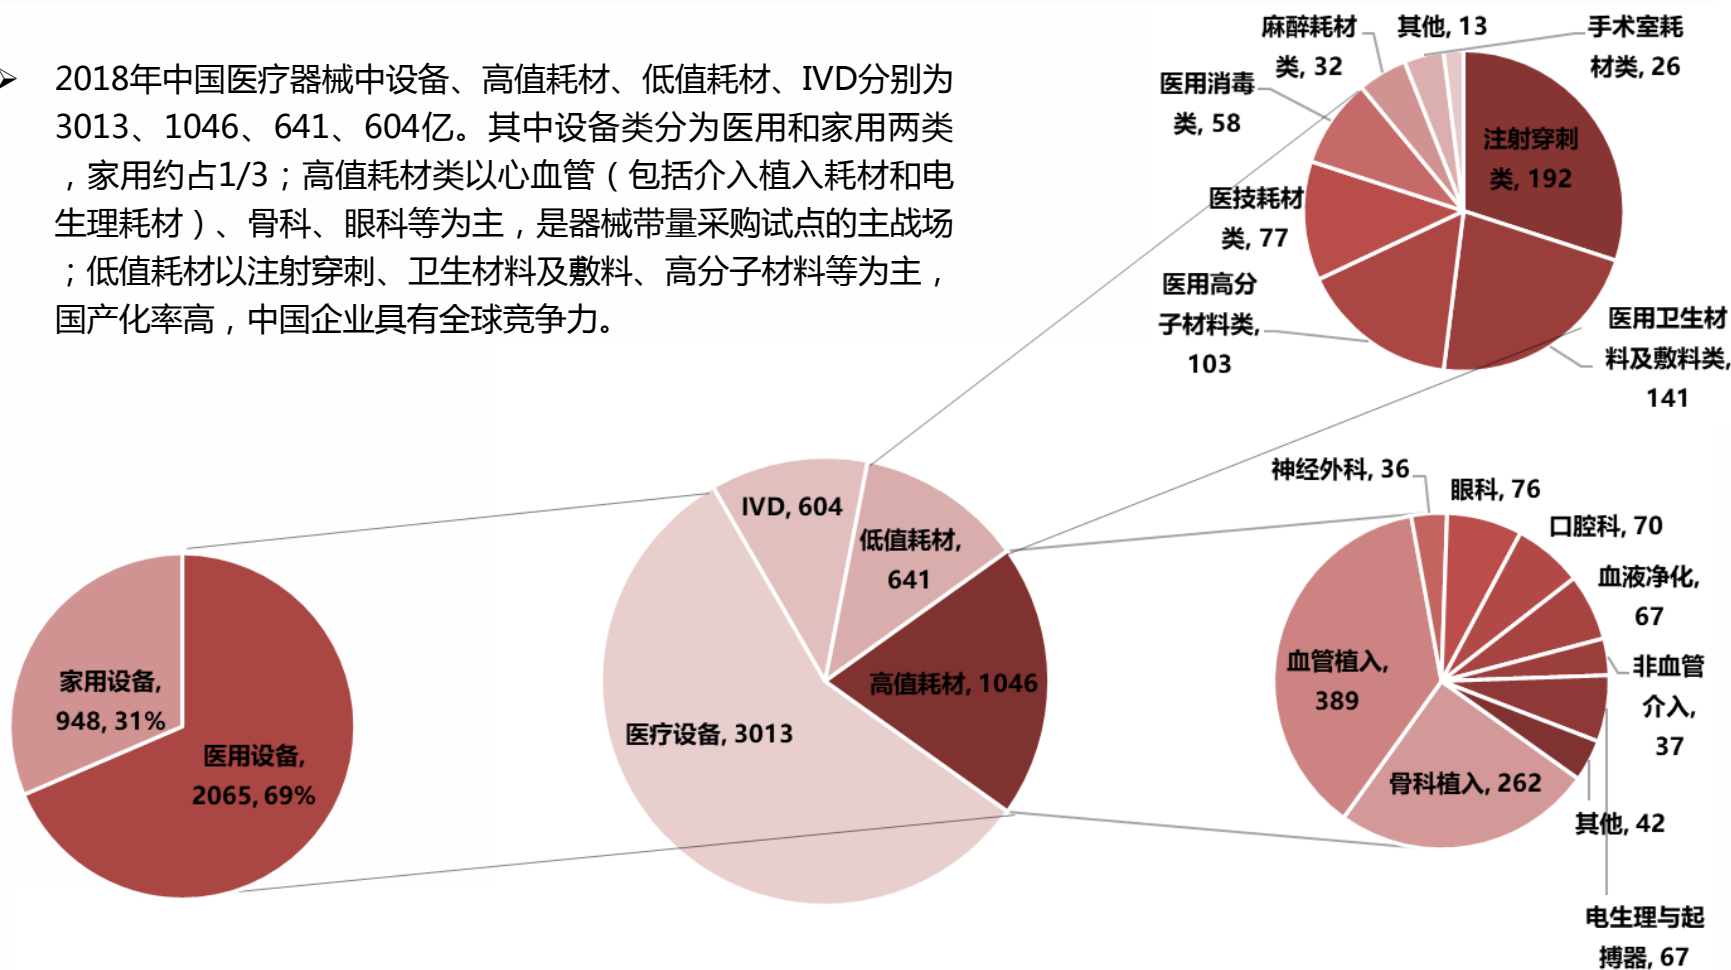 ➢ 2018年中国医疗器械中设备、高值耗材、低值耗材、IVD分别为
3013、1046、641、604亿。其中设备类分为医用和家用两类
，家用约占1/3；高值耗材类以心血管（包括介入植入耗材和电
生理耗材）、骨科、眼科等为主，是器械带量采购试点的主战场
；低值耗材以注射穿刺、卫生材料及敷料、高分子材料等为主，
国产化率高，中国企业具有全球竞争力。
麻醉耗材
类, 32
其他, 13
手术室耗
材类, 26
医用消毒
类, 58
注射穿刺
类, 192
医技耗材
类, 77
医用高分
子材料类,
103
医用卫生材
料及敷料类,
141
IVD, 604
低值耗材,
641
高值耗材, 1046
医疗设备, 3013
家用设备,
948, 31%
医用设备,
2065, 69%
神经外科, 36
眼科, 76
口腔科, 70
血液净化,
67
非血管
介入,
37
血管植入,
389
骨科植入, 262
其他, 42
电生理与起
搏器, 67